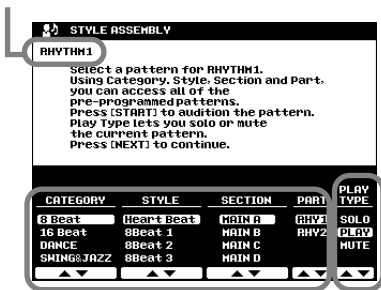 STYLE ASSEMBLY
RHYTHM1
Select a pattern for RHYTHM1.
Using Category, Style, Section and Part,
you can access all of the
pre-programmed patterns.
Press [START] to audition the pattern.
Play Type lets you solo or mute
the current pattern.
Press [NEXT] to continue.
CATEGORY STYLE SECTION PART PLAY TYPE
8 Beat Heart Beat MAIN A RHY1 SOLO
16 Beat 8Beat 1 MAIN B RHY2 PLAY
DANCE 8Beat 2 MAIN C MUTE
SWING&JAZZ 8Beat 3 MAIN D